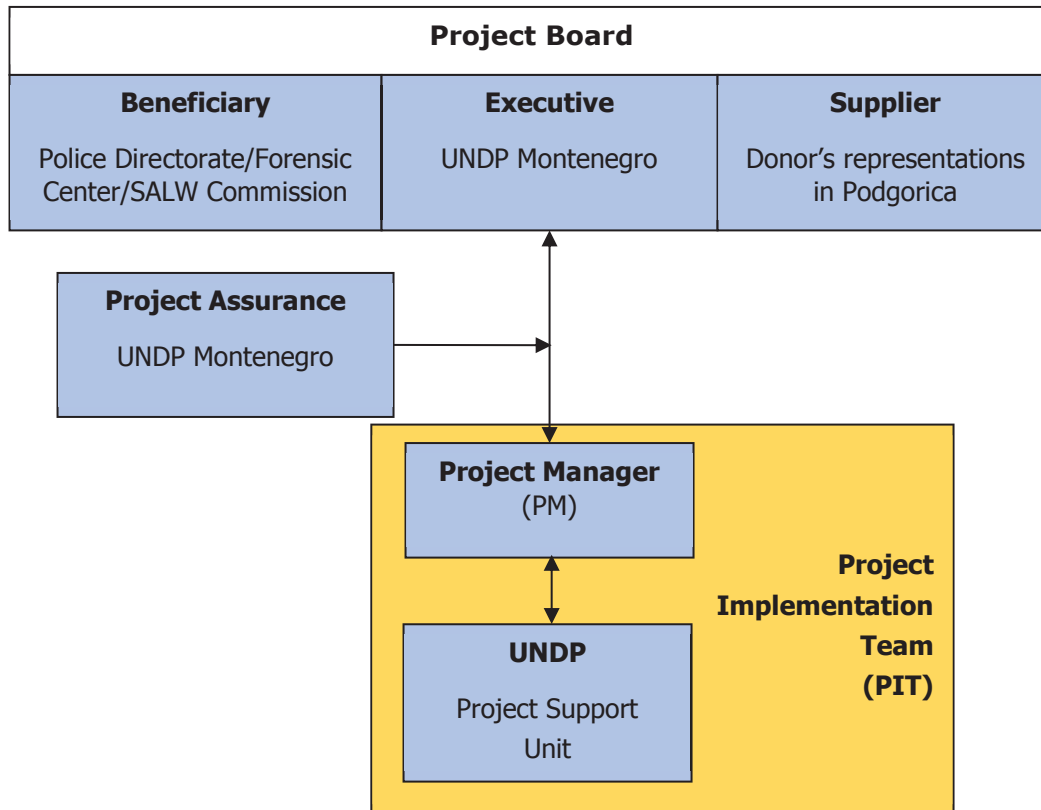 Project Board
Beneficiary
Police Directorate/Forensic
Center/SALW Commission
Executive
UNDP Montenegro
Supplier
Donor's representations
in Podgorica
Project Assurance
UNDP Montenegro
Project Manager
(PM)
UNDP
Project Support
Unit
Project
Implementation
Team
(PIT)